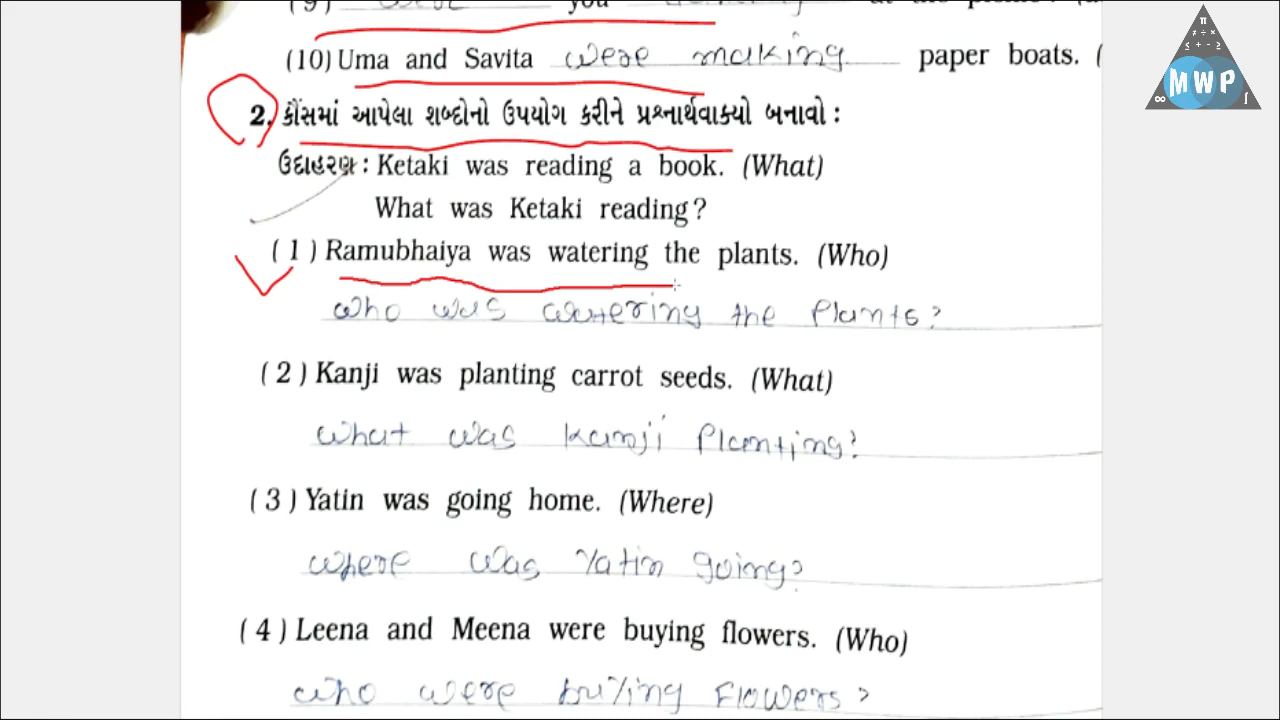 (9) you
(10) Uma and Savita were making paper boats. (
2. કૌંસમાં આપેલા શબ્દોનો ઉપયોગ કરીને પ્રશ્નાર્થવાક્યો બનાવો :
ઉદાહરણ : Ketaki was reading a book. (What)
What was Ketaki reading?
(1) Ramubhaiya was watering the plants. (Who)
who was watering the Plants?
(2) Kanji was planting carrot seeds. (What)
what was Kanji Planting?
(3) Yatin was going home. (Where)
where was Yatin going?
(4) Leena and Meena were buying flowers. (Who)
who were buying Flowers?
MWP